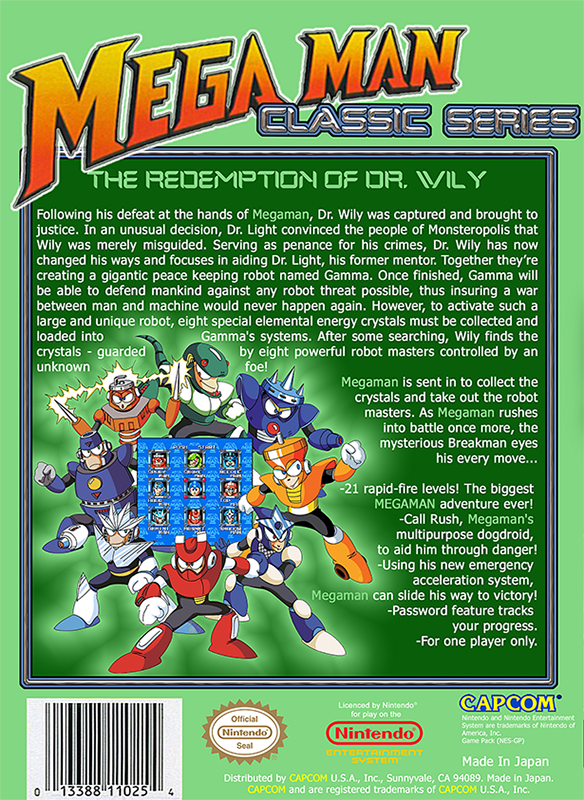 MEGA MAN
CLASSIC SERIES
THE REDEMPTION OF DR. WILY
Following his defeat at the hands of Megaman, Dr. Wily was captured and brought to
justice. In an unusual decision, Dr. Light convinced the people of Monsteropolis that
Wily was merely misguided. Serving as penance for his crimes, Dr. Wily has now
changed his ways and focuses in aiding Dr. Light, his former mentor. Together they're
creating a gigantic peace keeping robot named Gamma. Once finished, Gamma will
be able to defend mankind against any robot threat possible, thus insuring a war
between man and machine would never happen again. However, to activate such a
large and unique robot, eight special elemental energy crystals must be collected and
loaded into Gamma's systems. After some searching, Wily finds the
crystals - guarded by eight powerful robot masters controlled by an
unknown foe!
Megaman is sent in to collect the
crystals and take out the robot
masters. As Megaman rushes
into battle once more, the
mysterious Breakman eyes
his every move...
-21 rapid-fire levels! The biggest
MEGAMAN adventure ever!
-Call Rush, Megaman's
multipurpose dogdroid,
to aid him through danger!
-Using his new emergency
acceleration system,
Megaman can slide his way to victory!
-Password feature tracks
your progress.
-For one player only.
0 13388 11025 4
Official
Nintendo
Seal
Licenced by Nintendo®
for play on the
Nintendo®
ENTERTAINMENT
SYSTEM™
CAPCOM®
Nintendo and Nintendo Entertainment
System are trademarks of Nintendo of
America, Inc.
Game Pack (NES-GP)
Made In Japan
Distributed by CAPCOM U.S.A., Inc., Sunnyvale, CA 94089. Made in Japan.
CAPCOM and are registered trademarks of CAPCOM U.S.A., Inc.